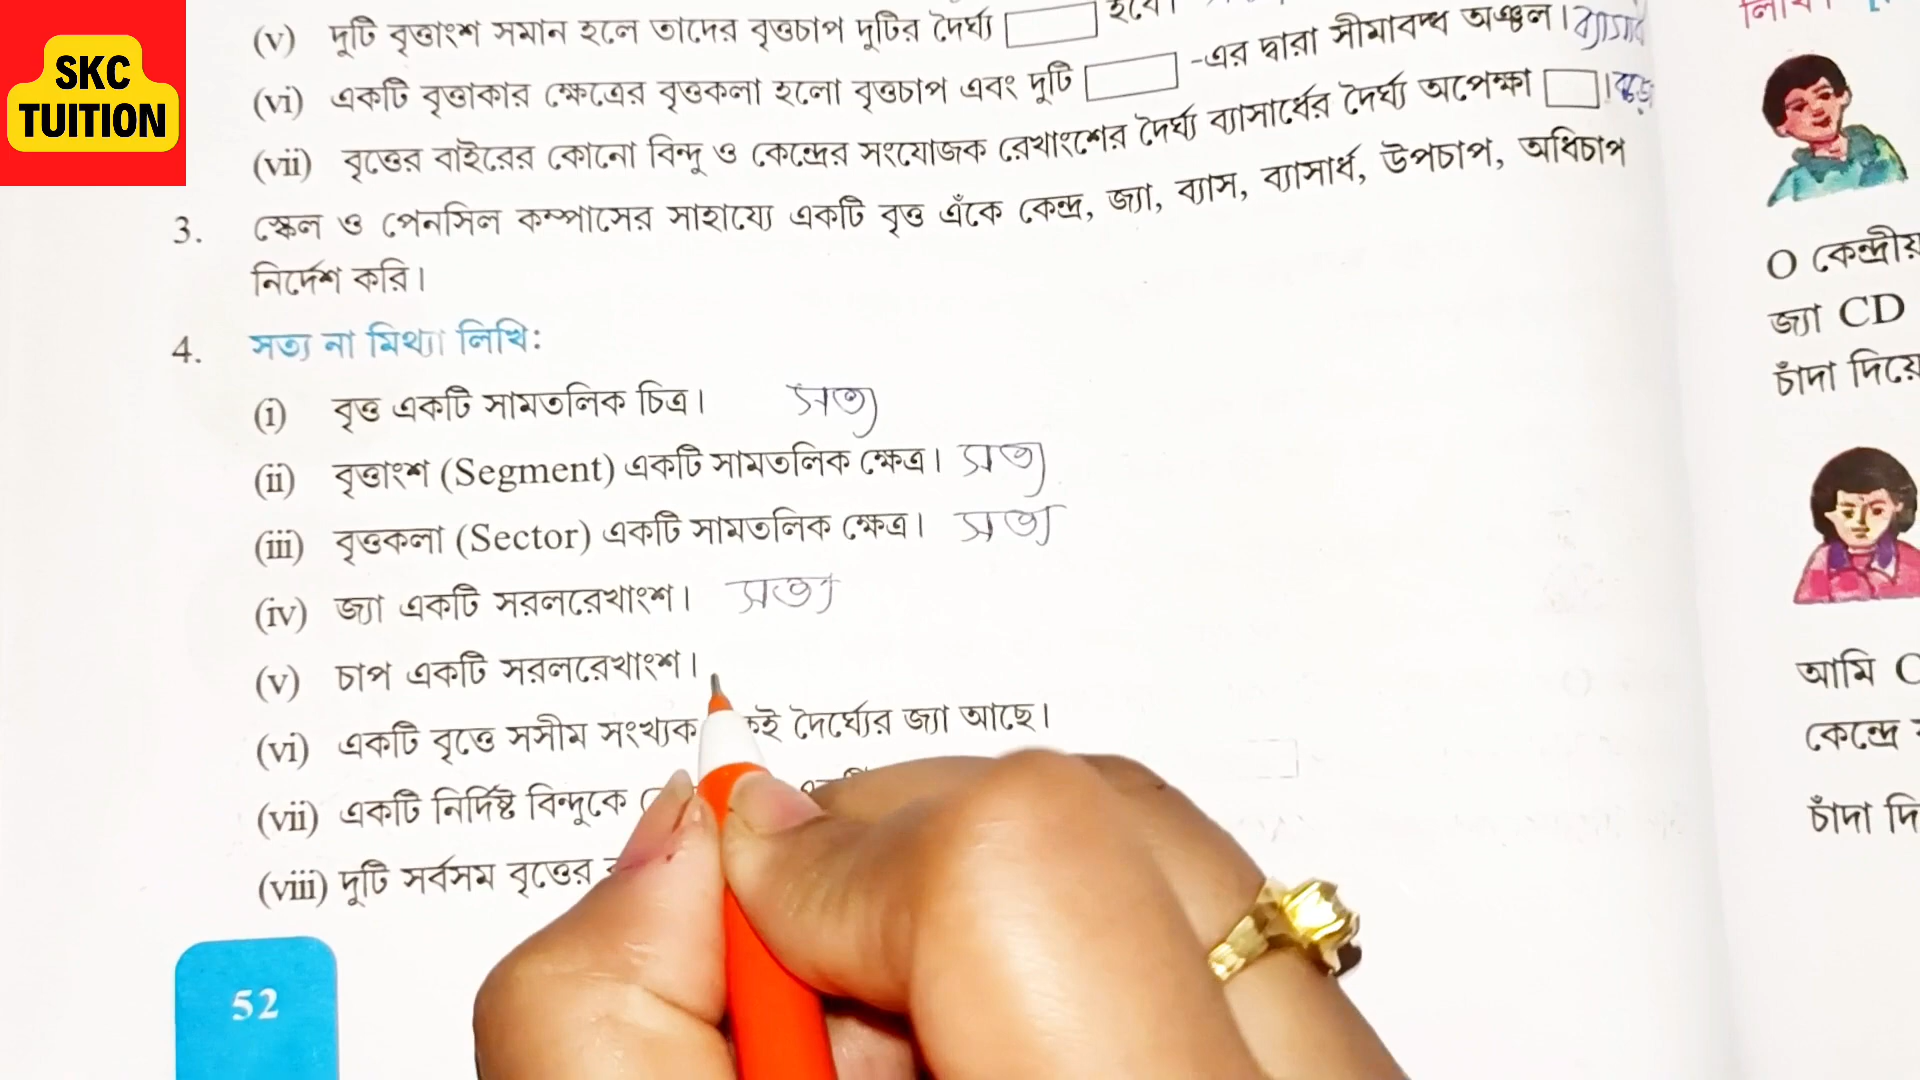 SKC
TUITION
(v) দুটি বৃত্তাংশ সমান হলে তাদের বৃত্তচাপ দুটির দৈর্ঘ্য হবে।
(vi) একটি বৃত্তাকার ক্ষেত্রের বৃত্তকলা হলো বৃত্তচাপ এবং দুটি -এর দ্বারা সীমাবদ্ধ অঞ্চল।
(vii) বৃত্তের বাইরের কোনো বিন্দু ও কেন্দ্রের সংযোজক রেখাংশের দৈর্ঘ্য ব্যাসার্ধের দৈর্ঘ্য অপেক্ষা ।
3. স্কেল ও পেনসিল কম্পাসের সাহায্যে একটি বৃত্ত এঁকে কেন্দ্র, জ্যা, ব্যাস, ব্যাসার্ধ, উপচাপ, অধিচাপ
নির্দেশ করি।
4. সত্য না মিথ্যা লিখি:
(i) বৃত্ত একটি সামতলিক চিত্র। সত্য
(ii) বৃত্তাংশ (Segment) একটি সামতলিক ক্ষেত্র। সত্য
(iii) বৃত্তকলা (Sector) একটি সামতলিক ক্ষেত্র। সত্য
(iv) জ্যা একটি সরলরেখাংশ। সত্য
(v) চাপ একটি সরলরেখাংশ।
(vi) একটি বৃত্তে সসীম সংখ্যক দৈর্ঘ্যের জ্যা আছে।
(vii) একটি নির্দিষ্ট বিন্দুকে
(viii) দুটি সর্বসম বৃত্তের
52
O কেন্দ্রীয়
জ্যা CD
চাঁদা দিয়ে
আমি
কেন্দ্রে
চাঁদা দি